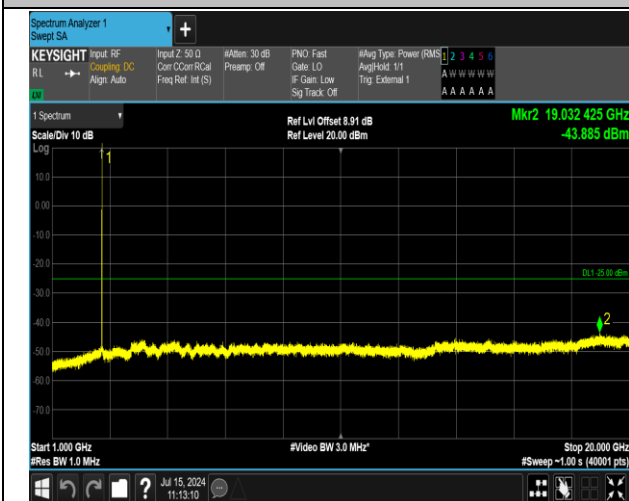 Spectrum Analyzer 1
Swept SA
+
KEYSIGHT Input: RF Input Z: 50 Ω #Atten: 30 dB PNO: Fast #Avg Type: Power (RMS 1 2 3 4 5 6
RL Coupling: DC Corr CCorr RCal Preamp: Off Gate: LO Avg|Hold: 1/1 A W W W W W
Align: Auto Freq Ref: Int (S) IF Gain: Low Trig: External 1
LXI Sig Track: Off A A A A A A
1 Spectrum Ref Lvl Offset 8.91 dB Mkr2 19.032 425 GHz
Scale/Div 10 dB Ref Level 20.00 dBm -43.885 dBm
Log
1
10.0
0.00
-10.0
-20.0
DL1 -25.00 dBm
-30.0
-40.0
2
-50.0
-60.0
-70.0
Start 1.000 GHz #Video BW 3.0 MHz* Stop 20.000 GHz
#Res BW 1.0 MHz #Sweep ~1.00 s (40001 pts)
? Jul 15, 2024
11:13:10